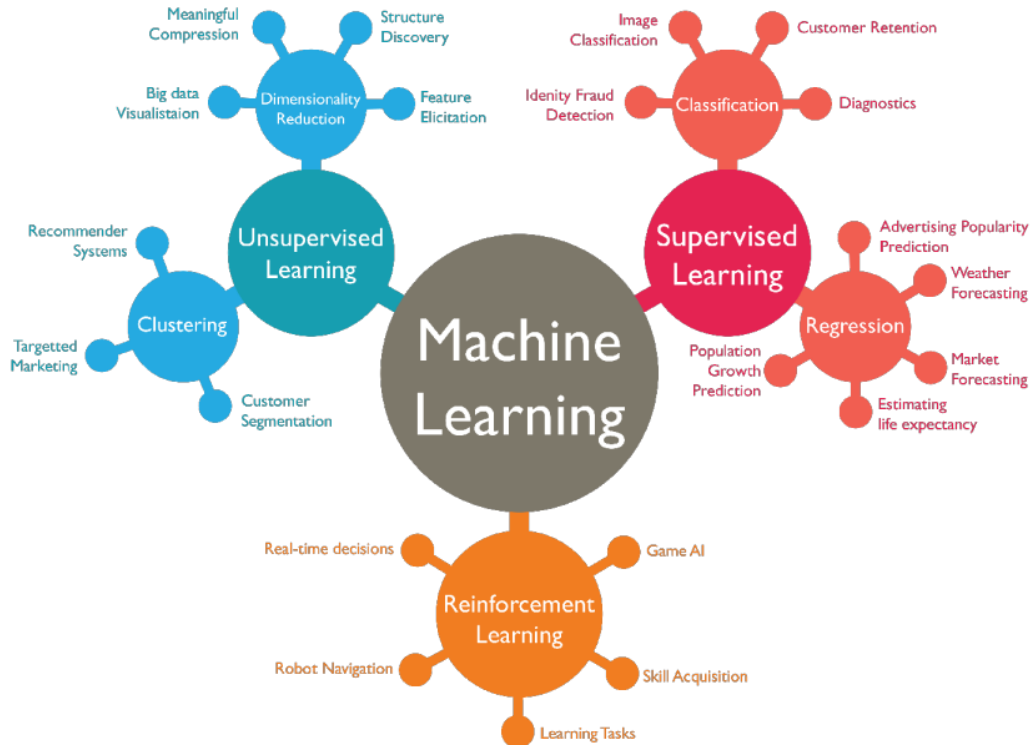 Meaningful
Compression
Structure
Discovery
Big data
Visualistaion
Dimensionality
Reduction
Feature
Elicitation
Unsupervised
Learning
Recommender
Systems
Clustering
Targetted
Marketing
Customer
Segmentation
Machine
Learning
Image
Classification
Customer Retention
Idenity Fraud
Detection
Classification
Diagnostics
Supervised
Learning
Advertising Popularity
Prediction
Weather
Forecasting
Regression
Population
Growth
Prediction
Market
Forecasting
Estimating
life expectancy
Real-time decisions
Game AI
Reinforcement
Learning
Robot Navigation
Skill Acquisition
Learning Tasks